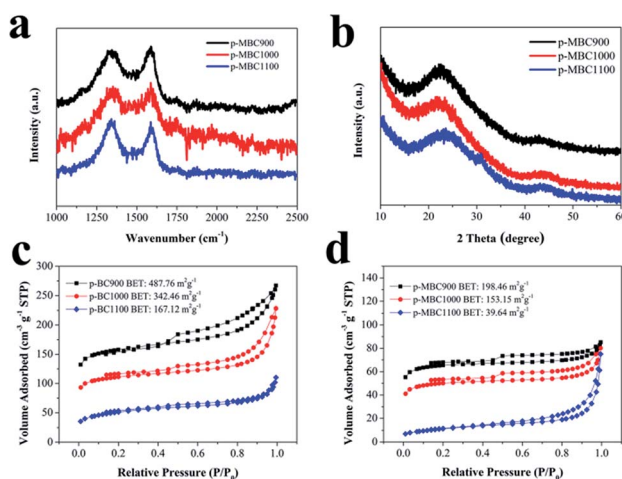 a
p-MBC900
p-MBC1000
p-MBC1100
Intensity (a.u.)
1000 1250 1500 1750 2000 2250 2500
Wavenumber (cm⁻¹)
b
p-MBC900
p-MBC1000
p-MBC1100
Intensity (a.u.)
10 20 30 40 50 60
2 Theta (degree)
c
300
250
200
150
100
50
0
p-BC900 BET: 487.76 m²g⁻¹
p-BC1000 BET: 342.46 m²g⁻¹
p-BC1100 BET: 167.12 m²g⁻¹
Volume Adsorbed (cm⁻³ g⁻¹ STP)
0.0 0.2 0.4 0.6 0.8 1.0
Relative Pressure (P/P₀)
d
140
120
100
80
60
40
20
0
p-MBC900 BET: 198.46 m²g⁻¹
p-MBC1000 BET: 153.15 m²g⁻¹
p-MBC1100 BET: 39.64 m²g⁻¹
Volume Adsorbed (cm⁻³ g⁻¹ STP)
0.0 0.2 0.4 0.6 0.8 1.0
Relative Pressure (P/P₀)